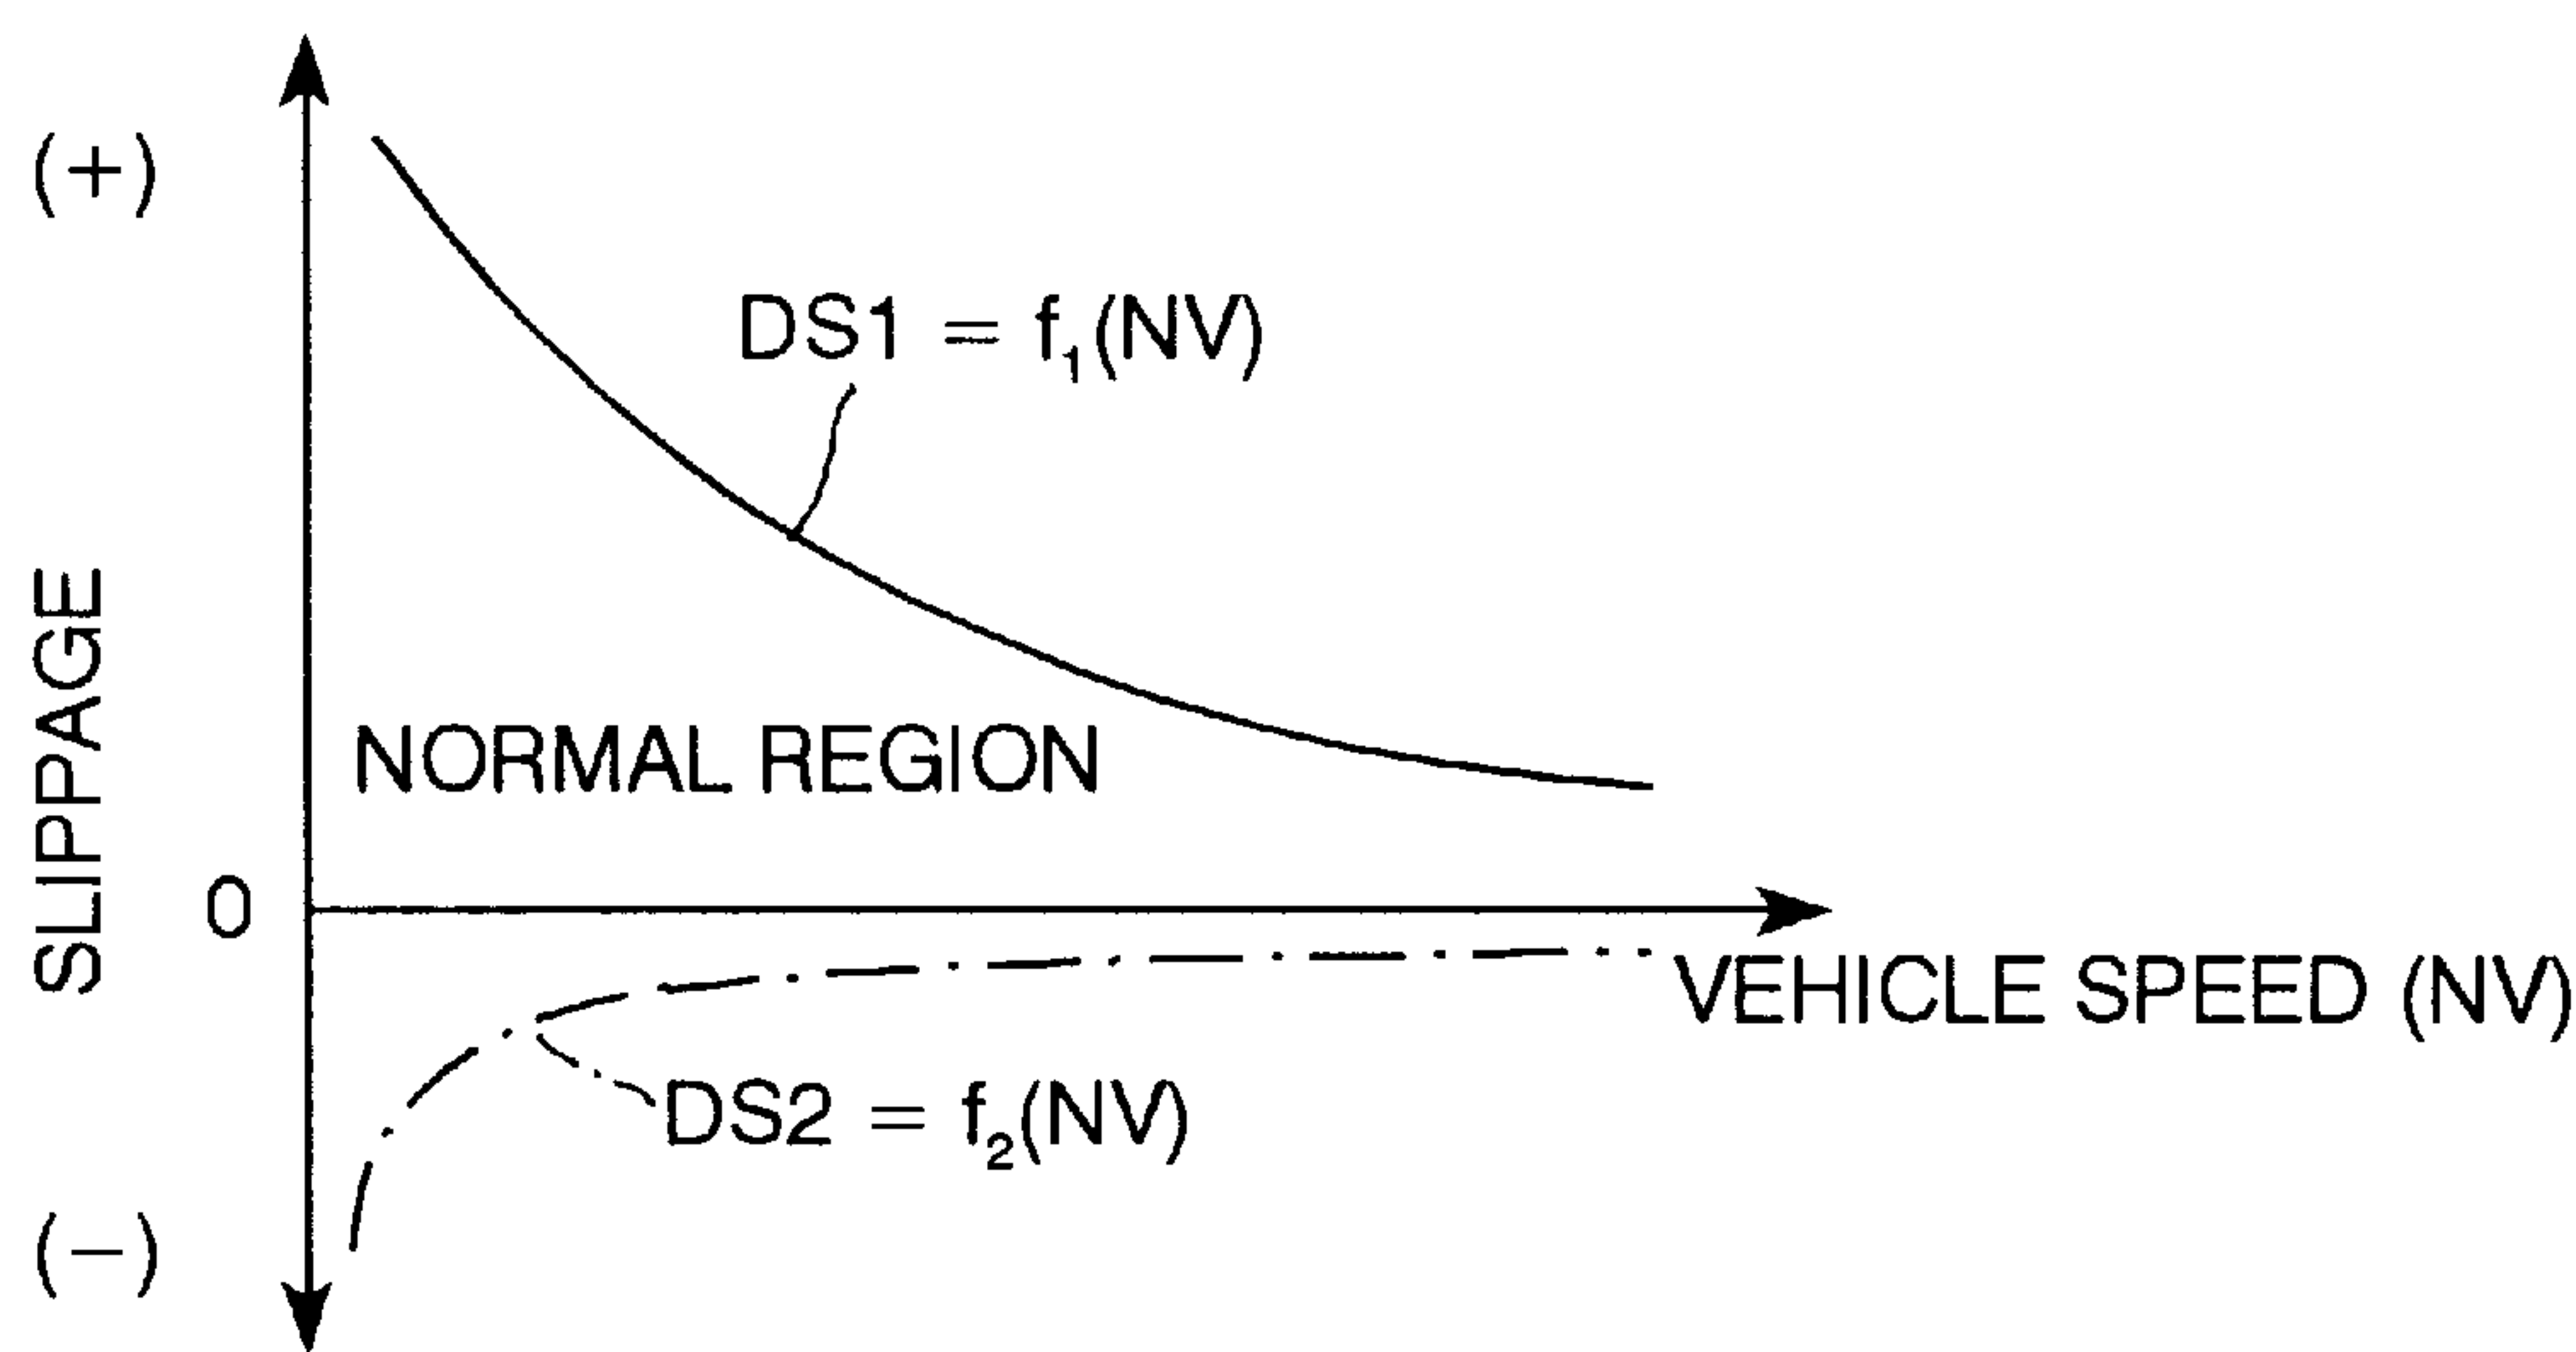 (+)
DS1 = f₁(NV)
SLIPPAGE
NORMAL REGION
0
VEHICLE SPEED (NV)
DS2 = f₂(NV)
(−)